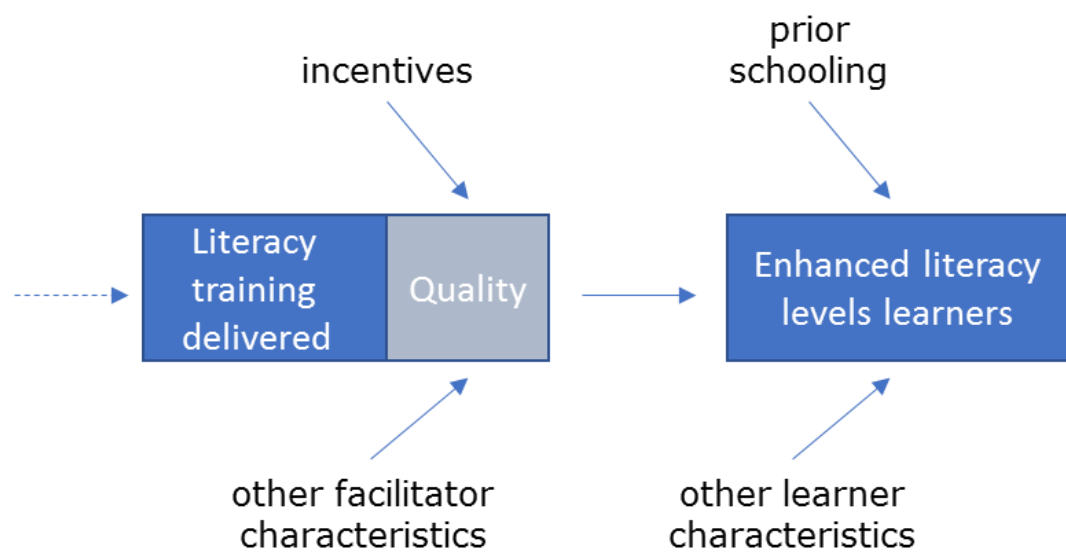 prior
schooling
incentives
Literacy
training
delivered
Quality
Enhanced literacy
levels learners
other facilitator
characteristics
other learner
characteristics